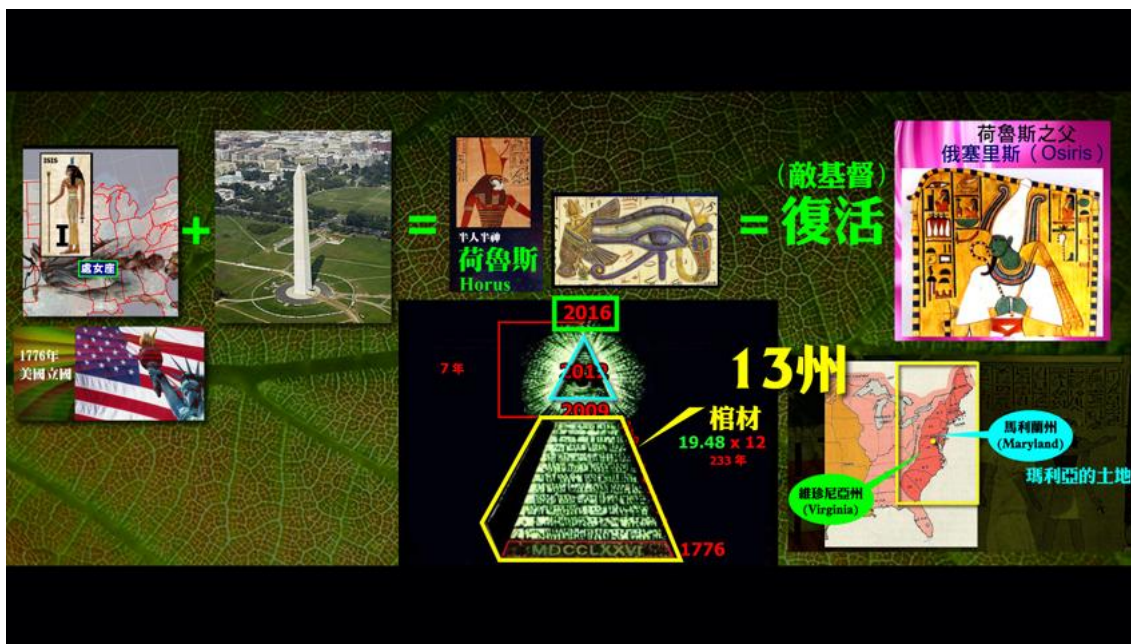 ISIS
I
處女座
+
=
半人半神
荷魯斯
Horus
=
(敵基督)
復活
荷魯斯之父
俄塞里斯（Osiris）
1776年
美國立國
2016
7 年
2012
2009
棺材
19.48 x 12
233 年
MDCCLXXVI
1776
13州
瑪利蘭州
(Maryland)
瑪利亞的土地
維珍尼亞州
(Virginia)